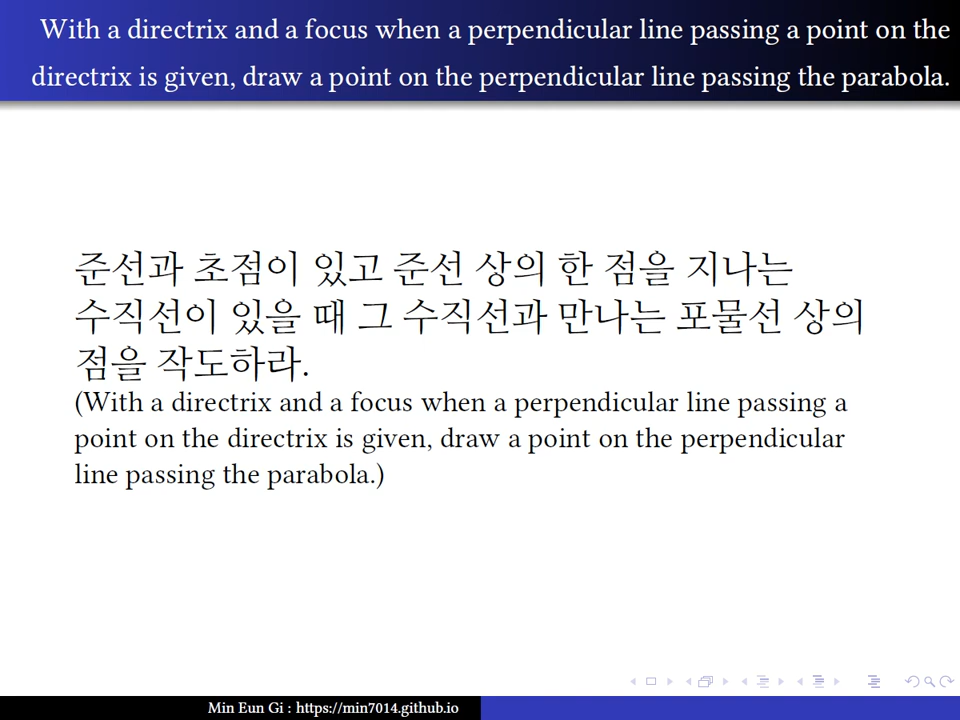 With a directrix and a focus when a perpendicular line passing a point on the
directrix is given, draw a point on the perpendicular line passing the parabola.
준선과 초점이 있고 준선 상의 한 점을 지나는
수직선이 있을 때 그 수직선과 만나는 포물선 상의
점을 작도하라.
(With a directrix and a focus when a perpendicular line passing a
point on the directrix is given, draw a point on the perpendicular
line passing the parabola.)
Min Eun Gi : https://min7014.github.io